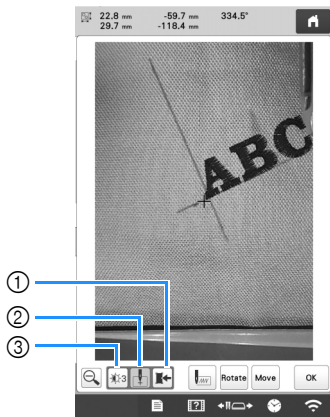 22.8 mm -59.7 mm 334.5°
29.7 mm -118.4 mm
ABC
①
②
③
3
Rotate Move OK